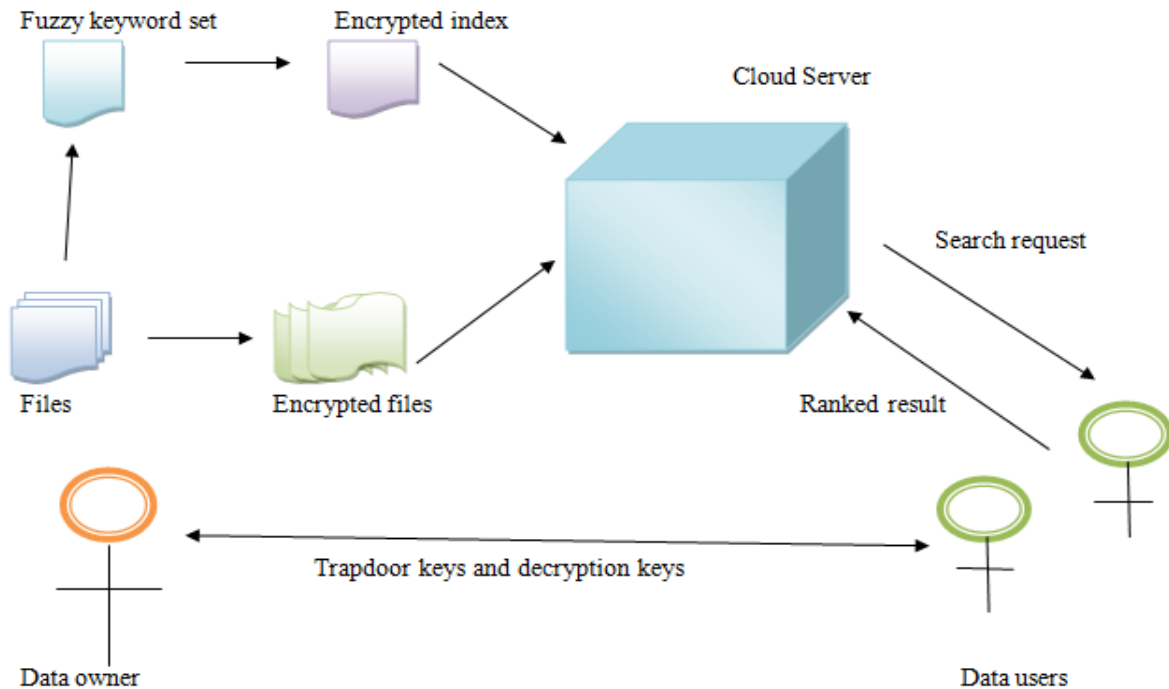 Fuzzy keyword set
Encrypted index
Cloud Server
Search request
Files
Encrypted files
Ranked result
Trapdoor keys and decryption keys
Data owner
Data users